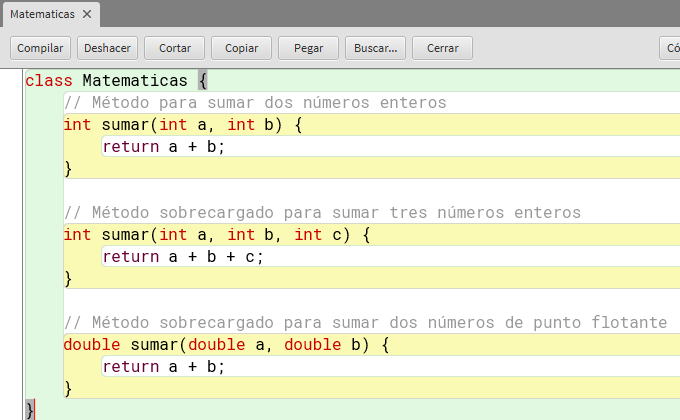 Matematicas ×
Compilar Deshacer Cortar Copiar Pegar Buscar... Cerrar Có
class Matematicas {
// Método para sumar dos números enteros
int sumar(int a, int b) {
return a + b;
}
// Método sobrecargado para sumar tres números enteros
int sumar(int a, int b, int c) {
return a + b + c;
}
// Método sobrecargado para sumar dos números de punto flotante
double sumar(double a, double b) {
return a + b;
}
}